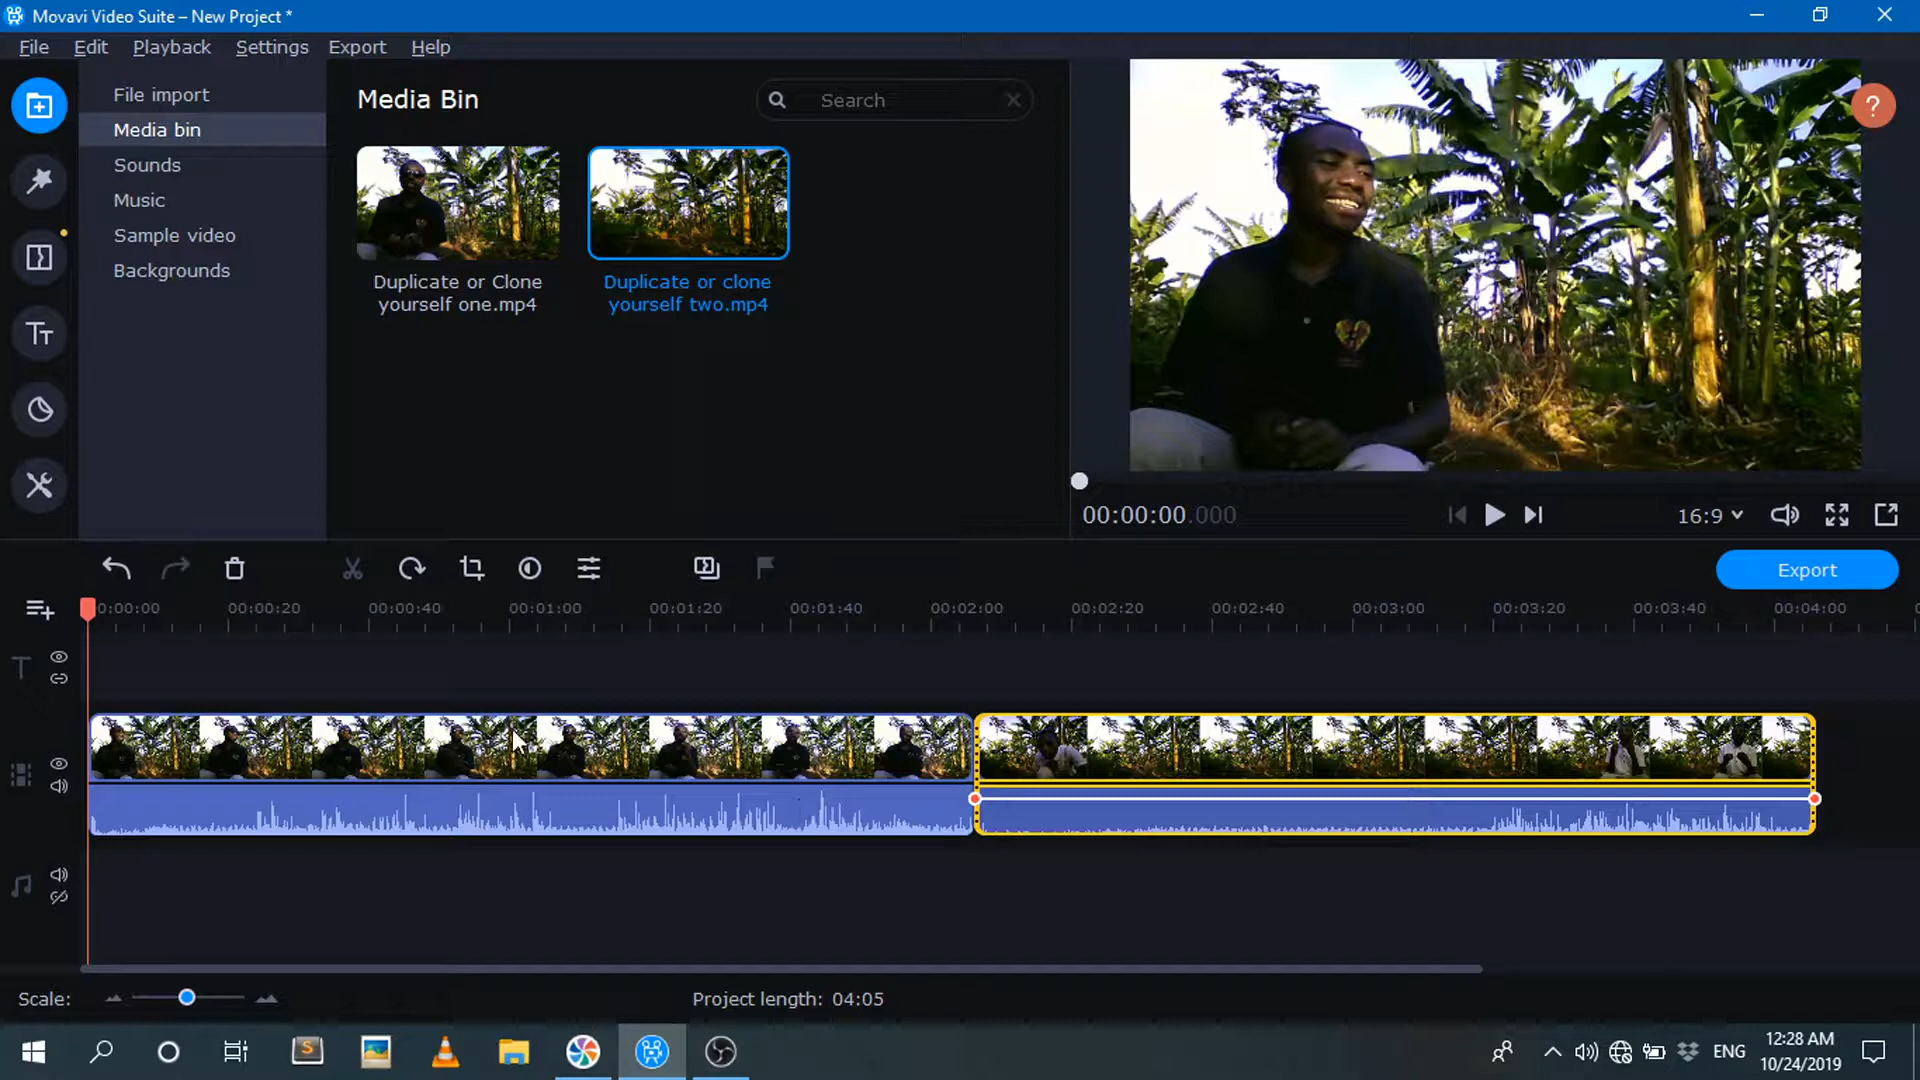 Movavi Video Suite – New Project *
File Edit Playback Settings Export Help
File import
Media bin
Sounds
Music
Sample video
Backgrounds
Media Bin
Search
Duplicate or Clone
yourself one.mp4
Duplicate or clone
yourself two.mp4
?
00:00:00.000
16:9
Export
0:00:00 00:00:20 00:00:40 00:01:00 00:01:20 00:01:40 00:02:00 00:02:20 00:02:40 00:03:00 00:03:20 00:03:40 00:04:00
Scale:
Project length: 04:05
ENG
12:28 AM
10/24/2019